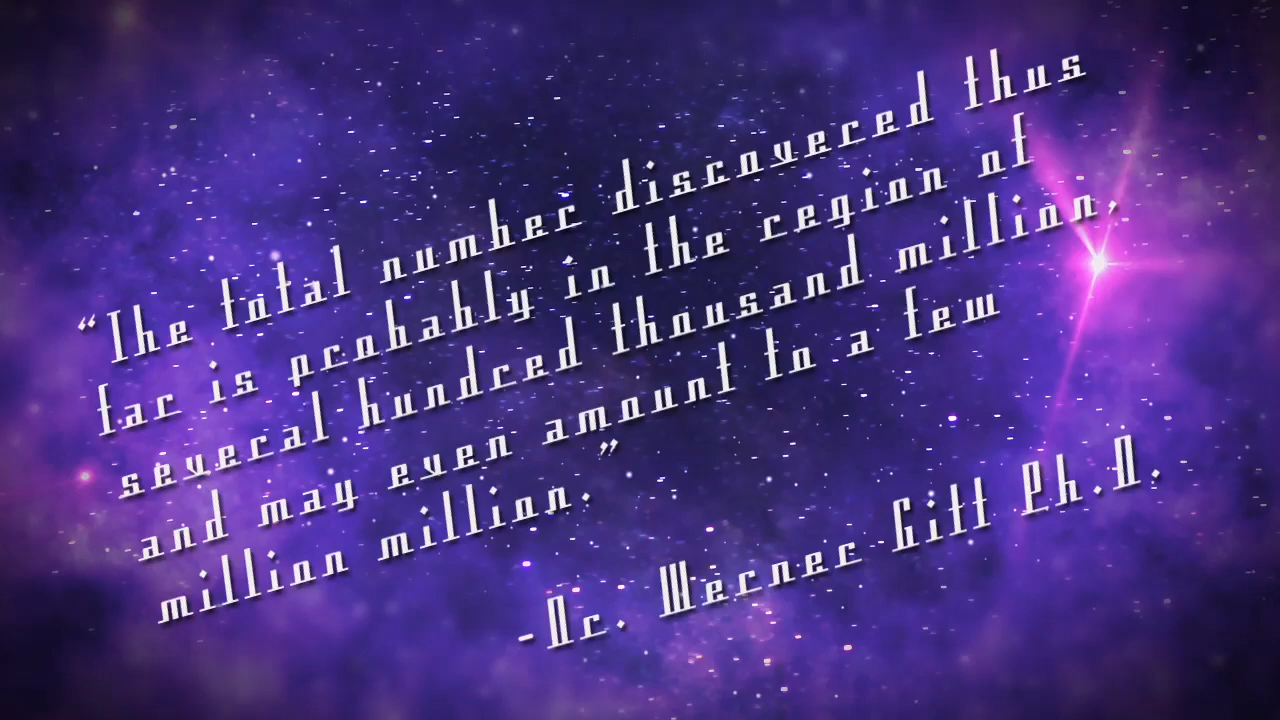 “The total number discovered thus
far is probably in the region of
several hundred thousand million,
and may even amount to a few
million million.”
-Dr. Werner Gitt Ph.D.